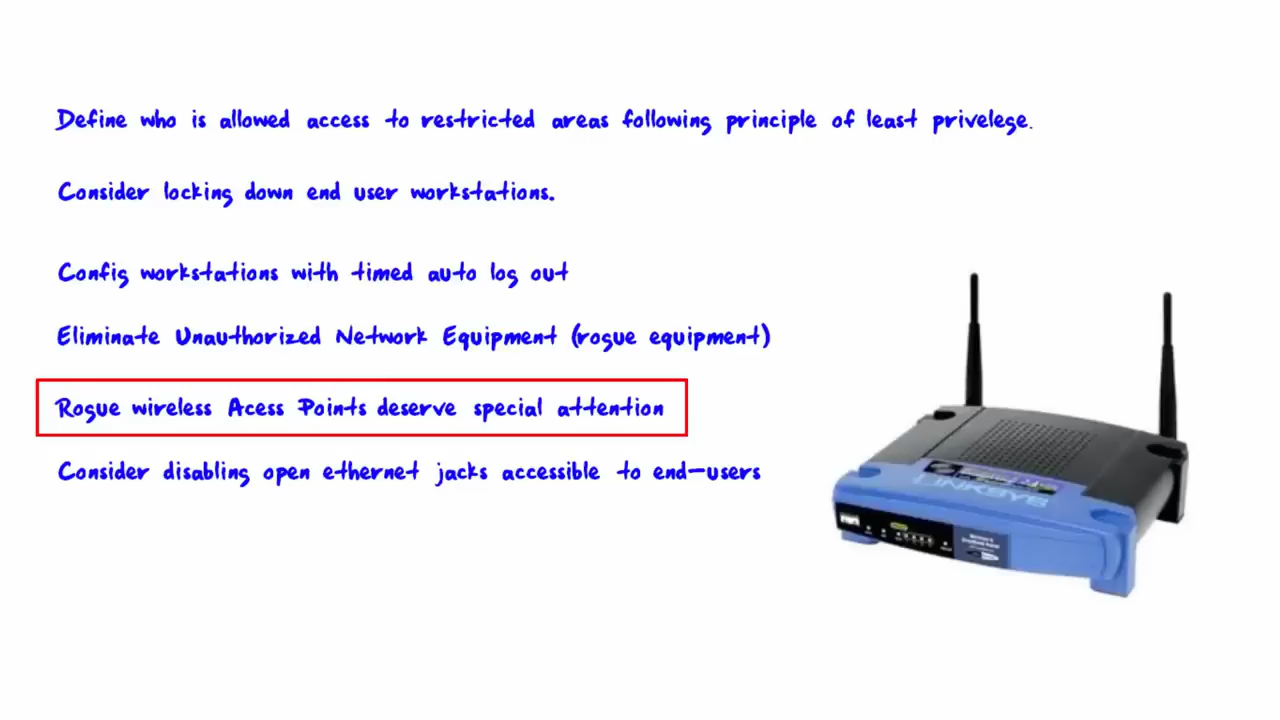 Define who is allowed access to restricted areas following principle of least privelege.
Consider locking down end user workstations.
Config workstations with timed auto log out
Eliminate Unauthorized Network Equipment (rogue equipment)
Rogue wireless Acess Points deserve special attention
Consider disabling open ethernet jacks accessible to end-users
LINKSYS